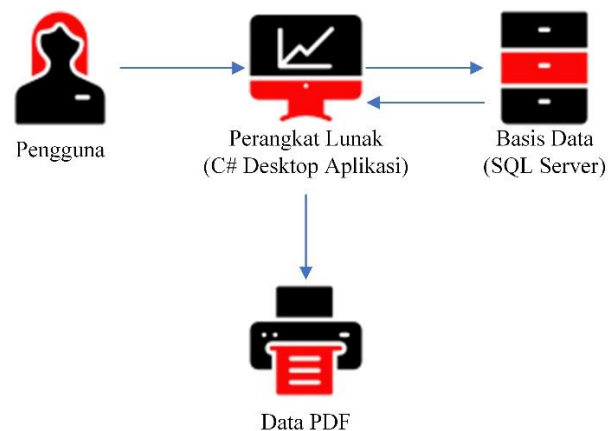 Pengguna
Perangkat Lunak
(C# Desktop Aplikasi)
Basis Data
(SQL Server)
Data PDF